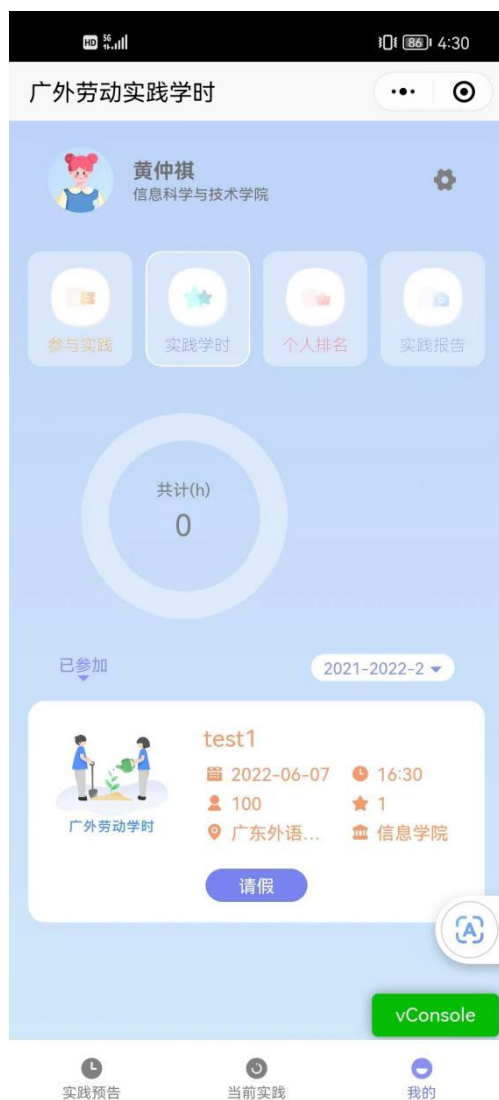 HD 5G 86 4:30
广外劳动实践学时
黄仲祺
信息科学与技术学院
参与实践 实践学时 个人排名 实践报告
共计(h)
0
已参加 2021-2022-2
test1
2022-06-07 16:30
100 1
广东外语... 信息学院
广外劳动学时
请假
A
vConsole
实践预告 当前实践 我的